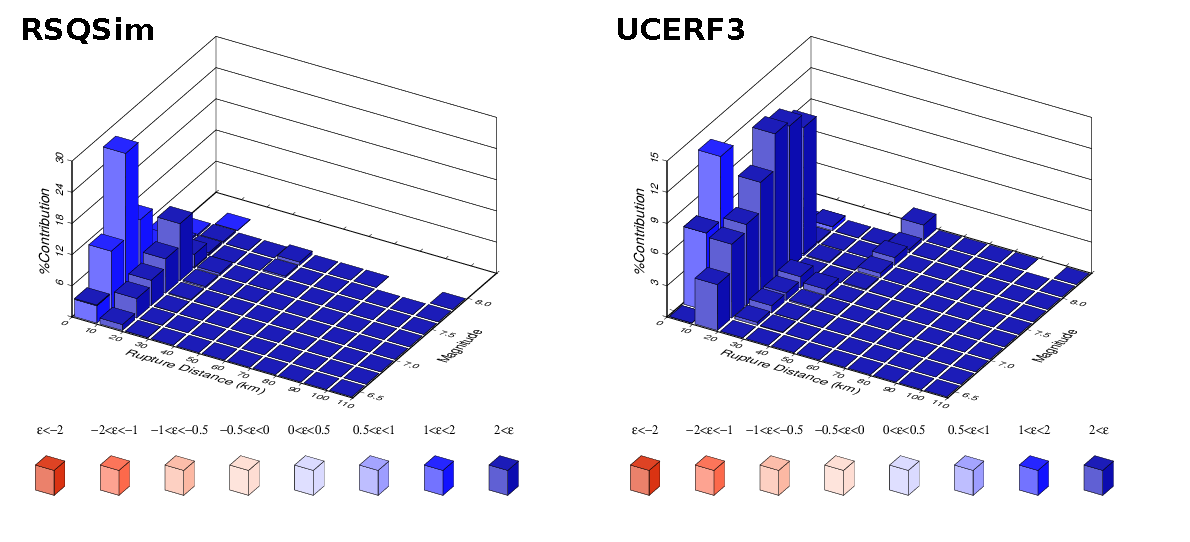 RSQSim
%Contribution
30
24
18
12
6
0
10
20
30
40
50
60
70
80
90
100
110
Rupture Distance (km)
6.5
7.0
7.5
8.0
Magnitude
ε<−2
−2<ε<−1
−1<ε<−0.5
−0.5<ε<0
0<ε<0.5
0.5<ε<1
1<ε<2
2<ε
UCERF3
%Contribution
15
12
9
6
3
0
10
20
30
40
50
60
70
80
90
100
110
Rupture Distance (km)
6.5
7.0
7.5
8.0
Magnitude
ε<−2
−2<ε<−1
−1<ε<−0.5
−0.5<ε<0
0<ε<0.5
0.5<ε<1
1<ε<2
2<ε